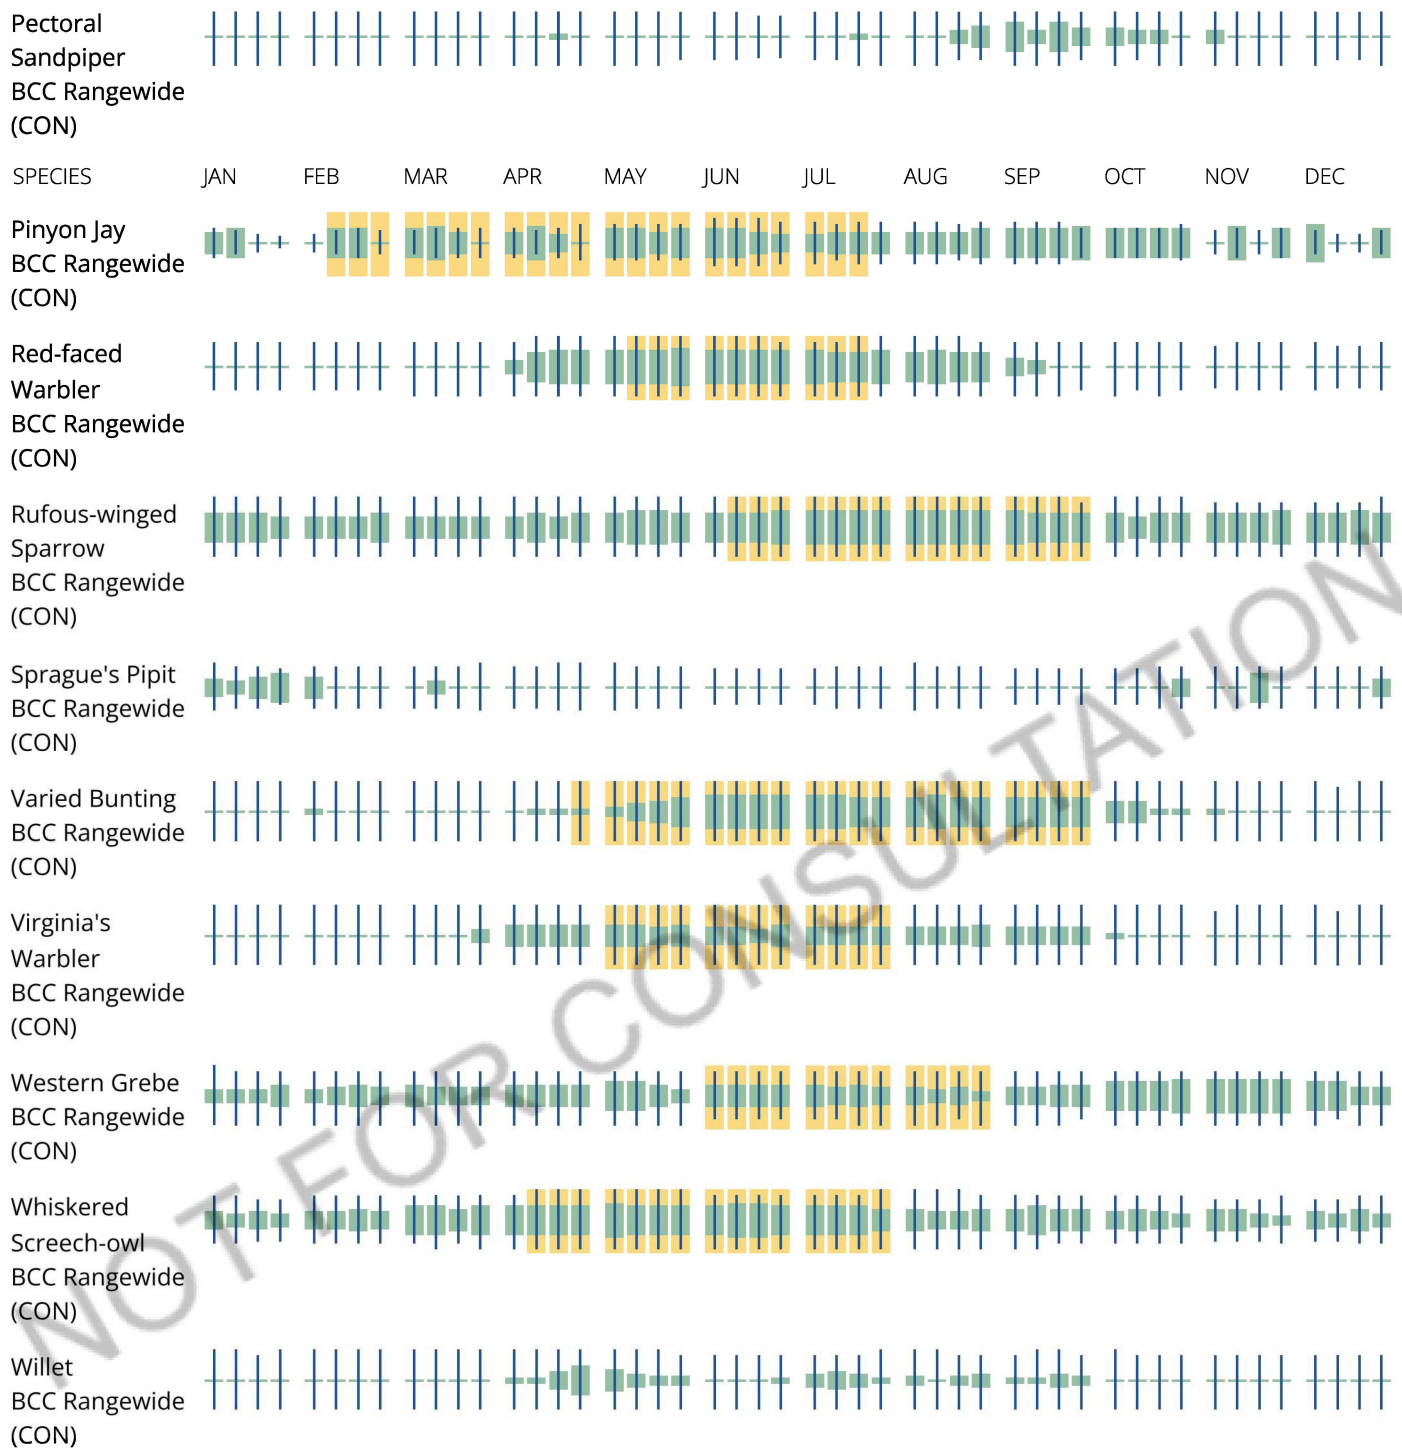 Pectoral
Sandpiper
BCC Rangewide
(CON)
SPECIES JAN FEB MAR APR MAY JUN JUL AUG SEP OCT NOV DEC
Pinyon Jay
BCC Rangewide
(CON)
Red-faced
Warbler
BCC Rangewide
(CON)
Rufous-winged
Sparrow
BCC Rangewide
(CON)
Sprague's Pipit
BCC Rangewide
(CON)
Varied Bunting
BCC Rangewide
(CON)
Virginia's
Warbler
BCC Rangewide
(CON)
Western Grebe
BCC Rangewide
(CON)
Whiskered
Screech-owl
BCC Rangewide
(CON)
Willet
BCC Rangewide
(CON)
NOT FOR CONSULTATION